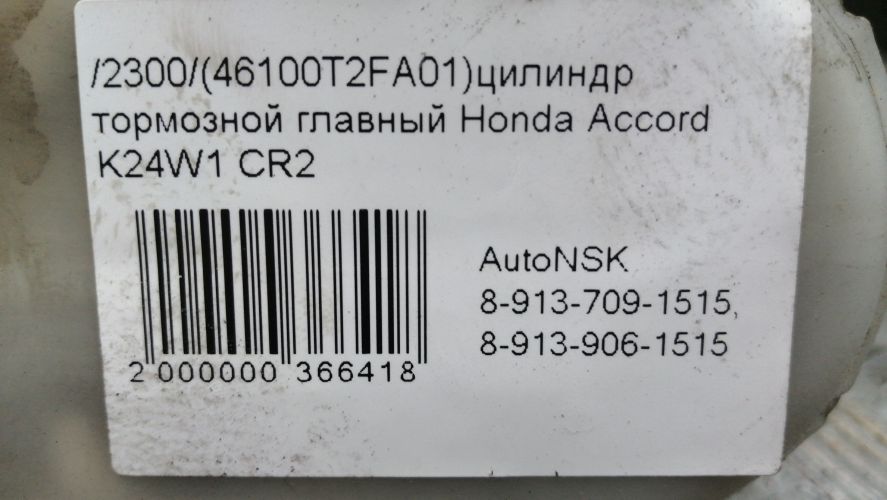 /2300/(46100T2FA01)цилиндр
тормозной главный Honda Accord
K24W1 CR2
2 000000 366418
AutoNSK
8-913-709-1515,
8-913-906-1515